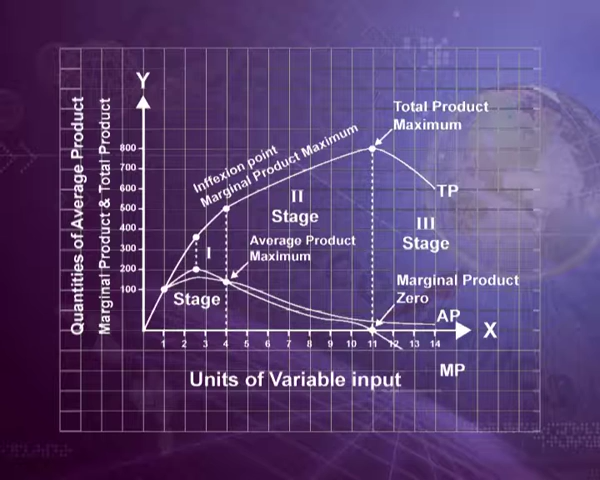 Y
Quantities of Average Product
Marginal Product & Total Product
800
700
600
500
400
300
200
100
Inffexion point
Marginal Product Maximum
Total Product
Maximum
TP
II
Stage
III
Stage
I
Stage
Average Product
Maximum
Marginal Product
Zero
AP
X
1 2 3 4 5 6 7 8 9 10 11 12 13 14
MP
Units of Variable input